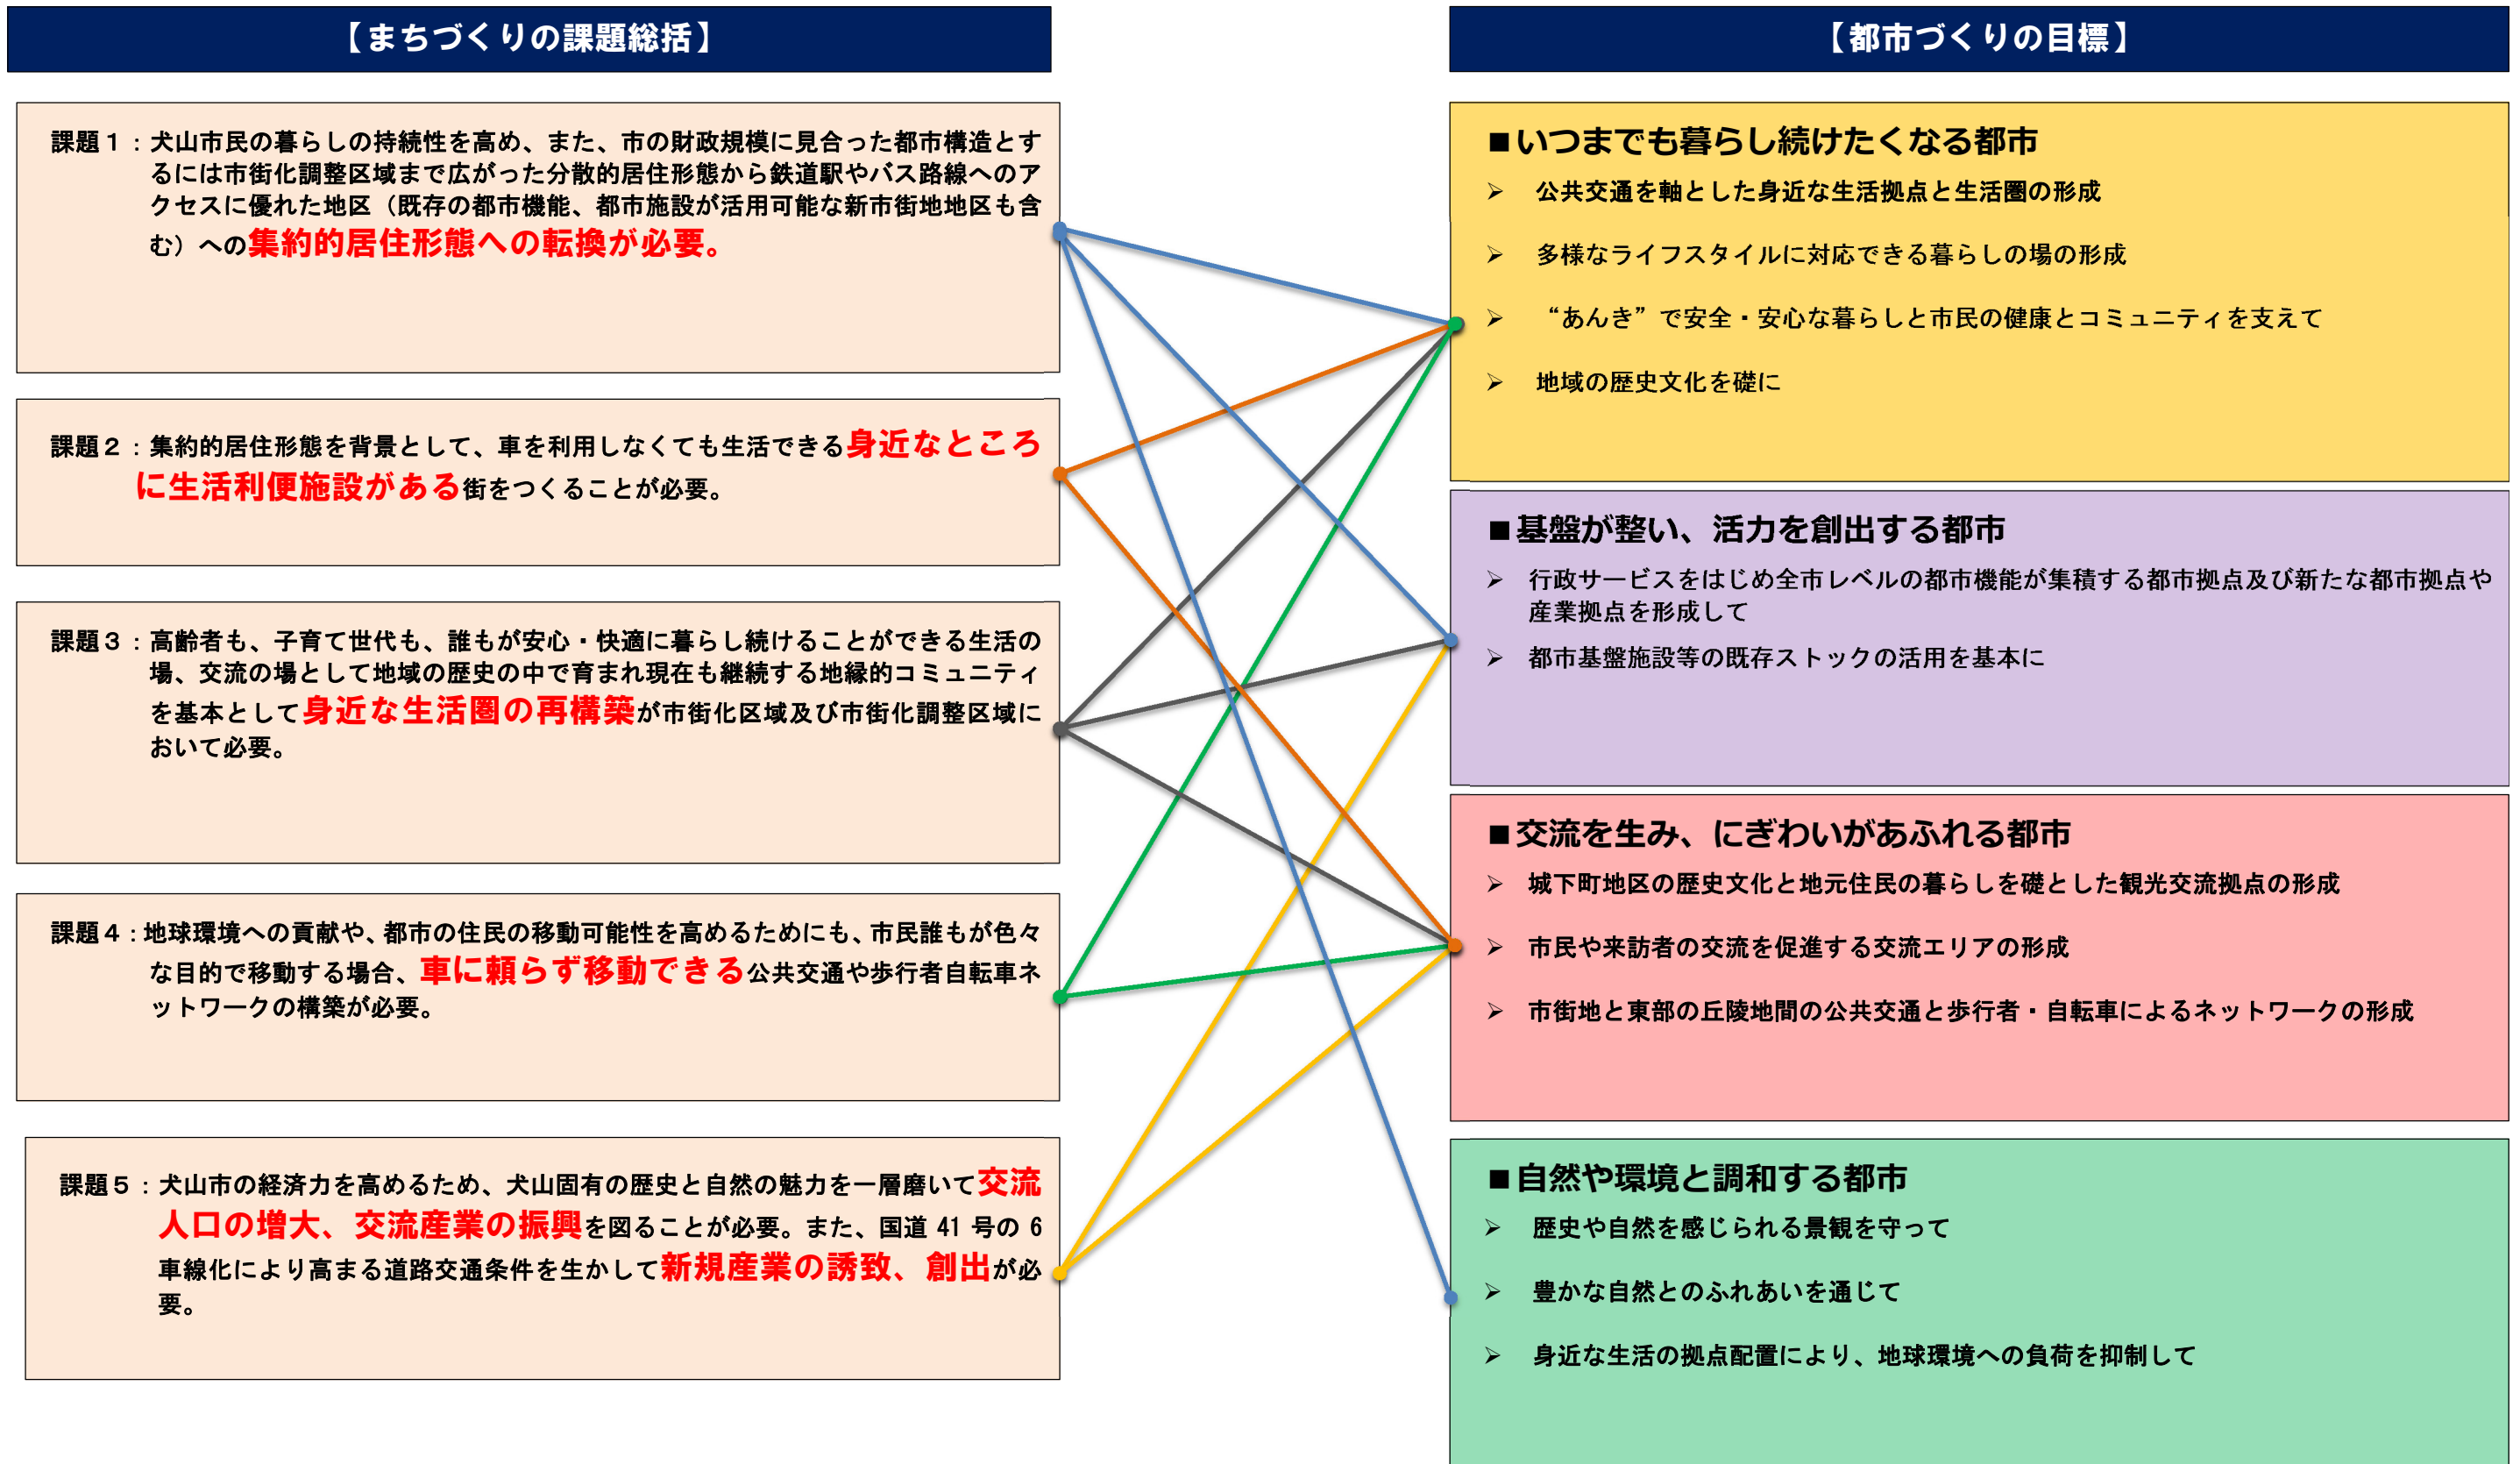 【まちづくりの課題総括】
課題１：犬山市民の暮らしの持続性を高め、また、市の財政規模に見合った都市構造とす
るには市街化調整区域まで広がった分散的居住形態から鉄道駅やバス路線へのア
クセスに優れた地区（既存の都市機能、都市施設が活用可能な新市街地地区も含
む）への集約的居住形態への転換が必要。
課題２：集約的居住形態を背景として、車を利用しなくても生活できる身近なところ
に生活利便施設がある街をつくることが必要。
課題３：高齢者も、子育て世代も、誰もが安心・快適に暮らし続けることができる生活の
場、交流の場として地域の歴史の中で育まれ現在も継続する地縁的コミュニティ
を基本として身近な生活圏の再構築が市街化区域及び市街化調整区域に
おいて必要。
課題４：地球環境への貢献や、都市の住民の移動可能性を高めるためにも、市民誰もが色々
な目的で移動する場合、車に頼らず移動できる公共交通や歩行者自転車ネ
ットワークの構築が必要。
課題５：犬山市の経済力を高めるため、犬山固有の歴史と自然の魅力を一層磨いて交流
人口の増大、交流産業の振興を図ることが必要。また、国道 41 号の 6
車線化により高まる道路交通条件を生かして新規産業の誘致、創出が必
要。
【都市づくりの目標】
■いつまでも暮らし続けたくなる都市
➢ 公共交通を軸とした身近な生活拠点と生活圏の形成
➢ 多様なライフスタイルに対応できる暮らしの場の形成
➢ “あんき”で安全・安心な暮らしと市民の健康とコミュニティを支えて
➢ 地域の歴史文化を礎に
■基盤が整い、活力を創出する都市
➢ 行政サービスをはじめ全市レベルの都市機能が集積する都市拠点及び新たな都市拠点や
産業拠点を形成して
➢ 都市基盤施設等の既存ストックの活用を基本に
■交流を生み、にぎわいがあふれる都市
➢ 城下町地区の歴史文化と地元住民の暮らしを礎とした観光交流拠点の形成
➢ 市民や来訪者の交流を促進する交流エリアの形成
➢ 市街地と東部の丘陵地間の公共交通と歩行者・自転車によるネットワークの形成
■自然や環境と調和する都市
➢ 歴史や自然を感じられる景観を守って
➢ 豊かな自然とのふれあいを通じて
➢ 身近な生活の拠点配置により、地球環境への負荷を抑制して